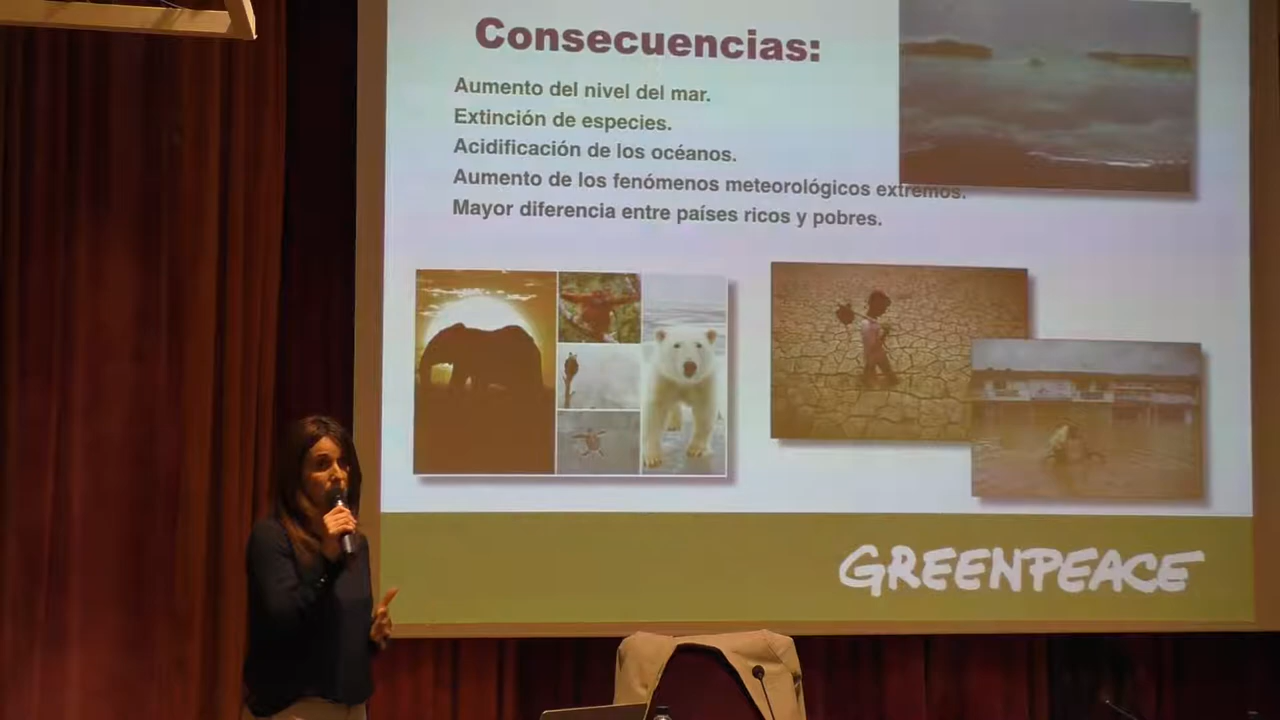 Consecuencias:
Aumento del nivel del mar.
Extinción de especies.
Acidificación de los océanos.
Aumento de los fenómenos meteorológicos extremos.
Mayor diferencia entre países ricos y pobres.
GREENPEACE